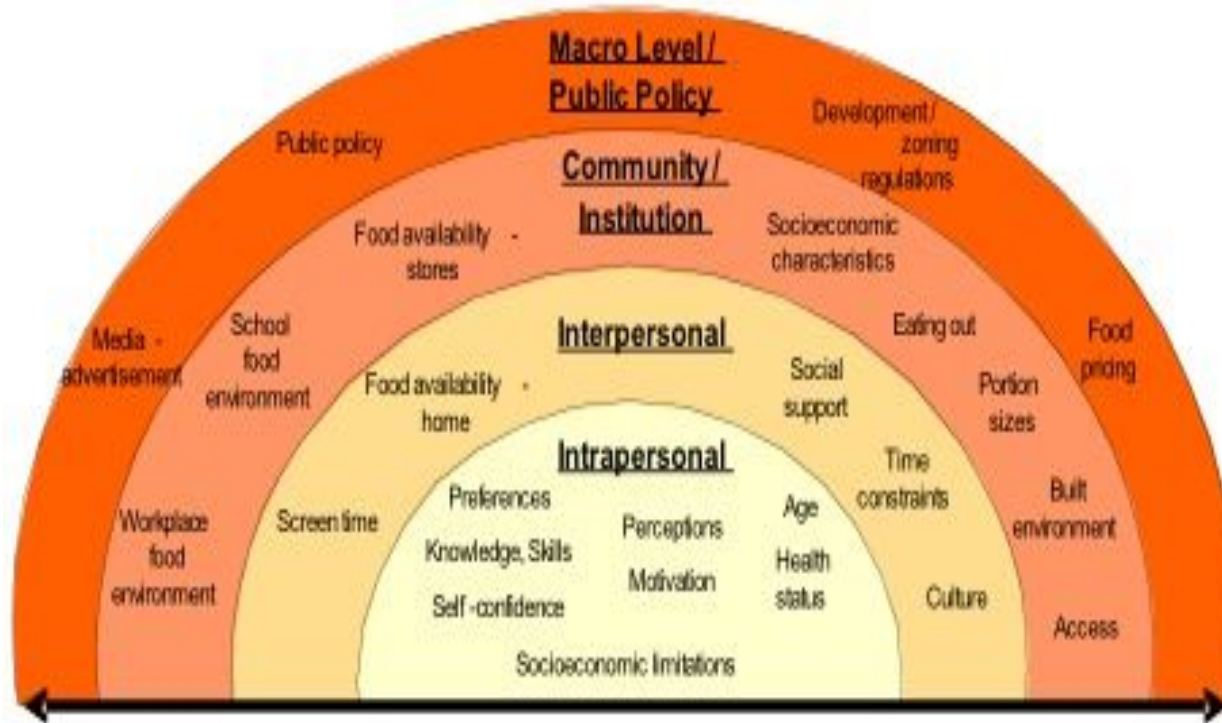 Macro Level /
Public Policy
Public policy
Development /
zoning
regulations
Media -
advertisement
Food
pricing
Community /
Institution
Food availability -
stores
Socioeconomic
characteristics
School
food
environment
Eating out
Portion
sizes
Workplace
food
environment
Built
environment
Access
Interpersonal
Food availability -
home
Social
support
Screen time
Time
constraints
Culture
Intrapersonal
Preferences
Knowledge, Skills
Self -confidence
Perceptions
Motivation
Age
Health
status
Socioeconomic limitations